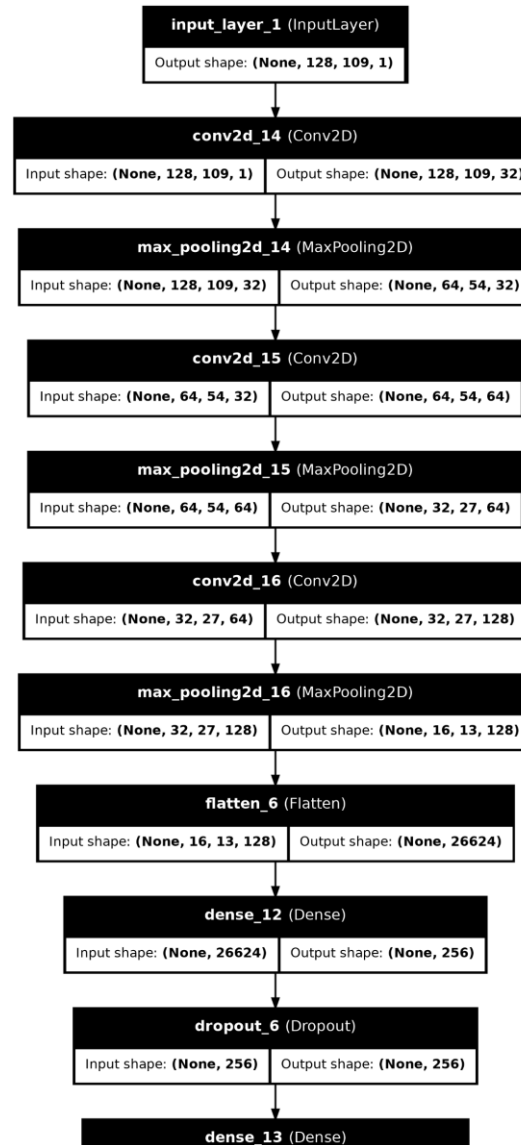 input_layer_1 (InputLayer)
Output shape: (None, 128, 109, 1)
conv2d_14 (Conv2D)
Input shape: (None, 128, 109, 1) Output shape: (None, 128, 109, 32)
max_pooling2d_14 (MaxPooling2D)
Input shape: (None, 128, 109, 32) Output shape: (None, 64, 54, 32)
conv2d_15 (Conv2D)
Input shape: (None, 64, 54, 32) Output shape: (None, 64, 54, 64)
max_pooling2d_15 (MaxPooling2D)
Input shape: (None, 64, 54, 64) Output shape: (None, 32, 27, 64)
conv2d_16 (Conv2D)
Input shape: (None, 32, 27, 64) Output shape: (None, 32, 27, 128)
max_pooling2d_16 (MaxPooling2D)
Input shape: (None, 32, 27, 128) Output shape: (None, 16, 13, 128)
flatten_6 (Flatten)
Input shape: (None, 16, 13, 128) Output shape: (None, 26624)
dense_12 (Dense)
Input shape: (None, 26624) Output shape: (None, 256)
dropout_6 (Dropout)
Input shape: (None, 256) Output shape: (None, 256)
dense_13 (Dense)